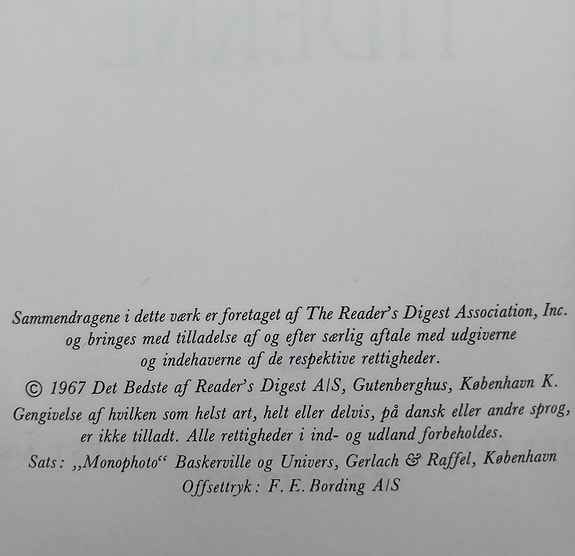 Sammendragene i dette værk er foretaget af The Reader's Digest Association, Inc.
og bringes med tilladelse af og efter særlig aftale med udgiverne
og indehaverne af de respektive rettigheder.
© 1967 Det Bedste af Reader's Digest A/S, Gutenberghus, København K.
Gengivelse af hvilken som helst art, helt eller delvis, på dansk eller andre sprog,
er ikke tilladt. Alle rettigheder i ind- og udland forbeholdes.
Sats: „Monophoto“ Baskerville og Univers, Gerlach & Raffel, København
Offsettryk: F. E. Bording A/S